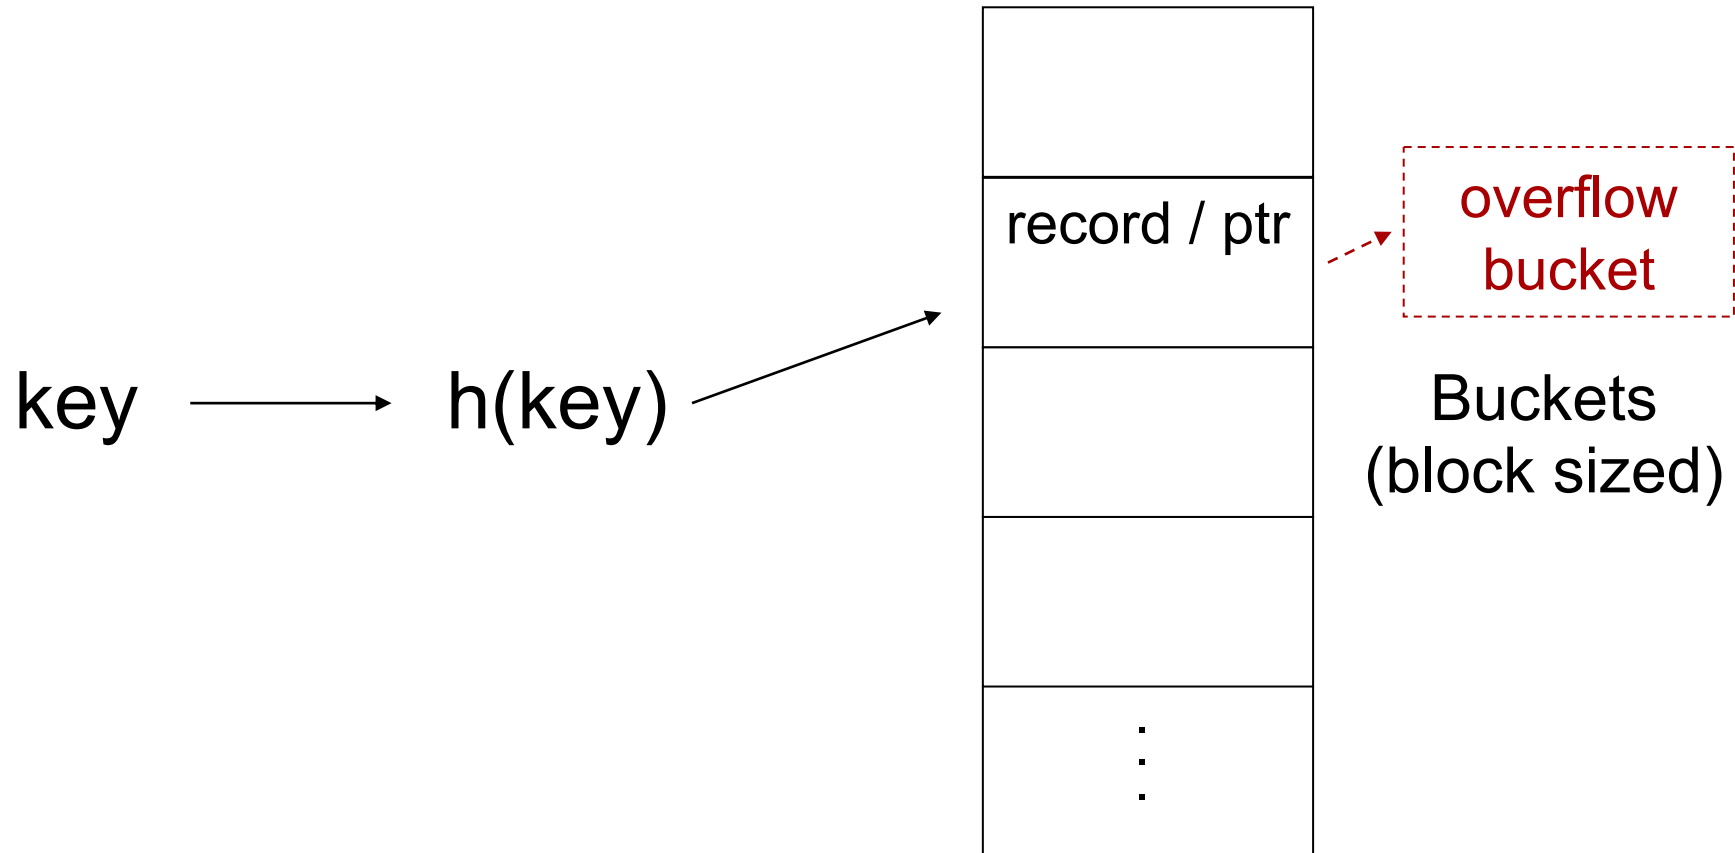 key
h(key)
record / ptr
overflow
bucket
Buckets
(block sized)
.
.
.